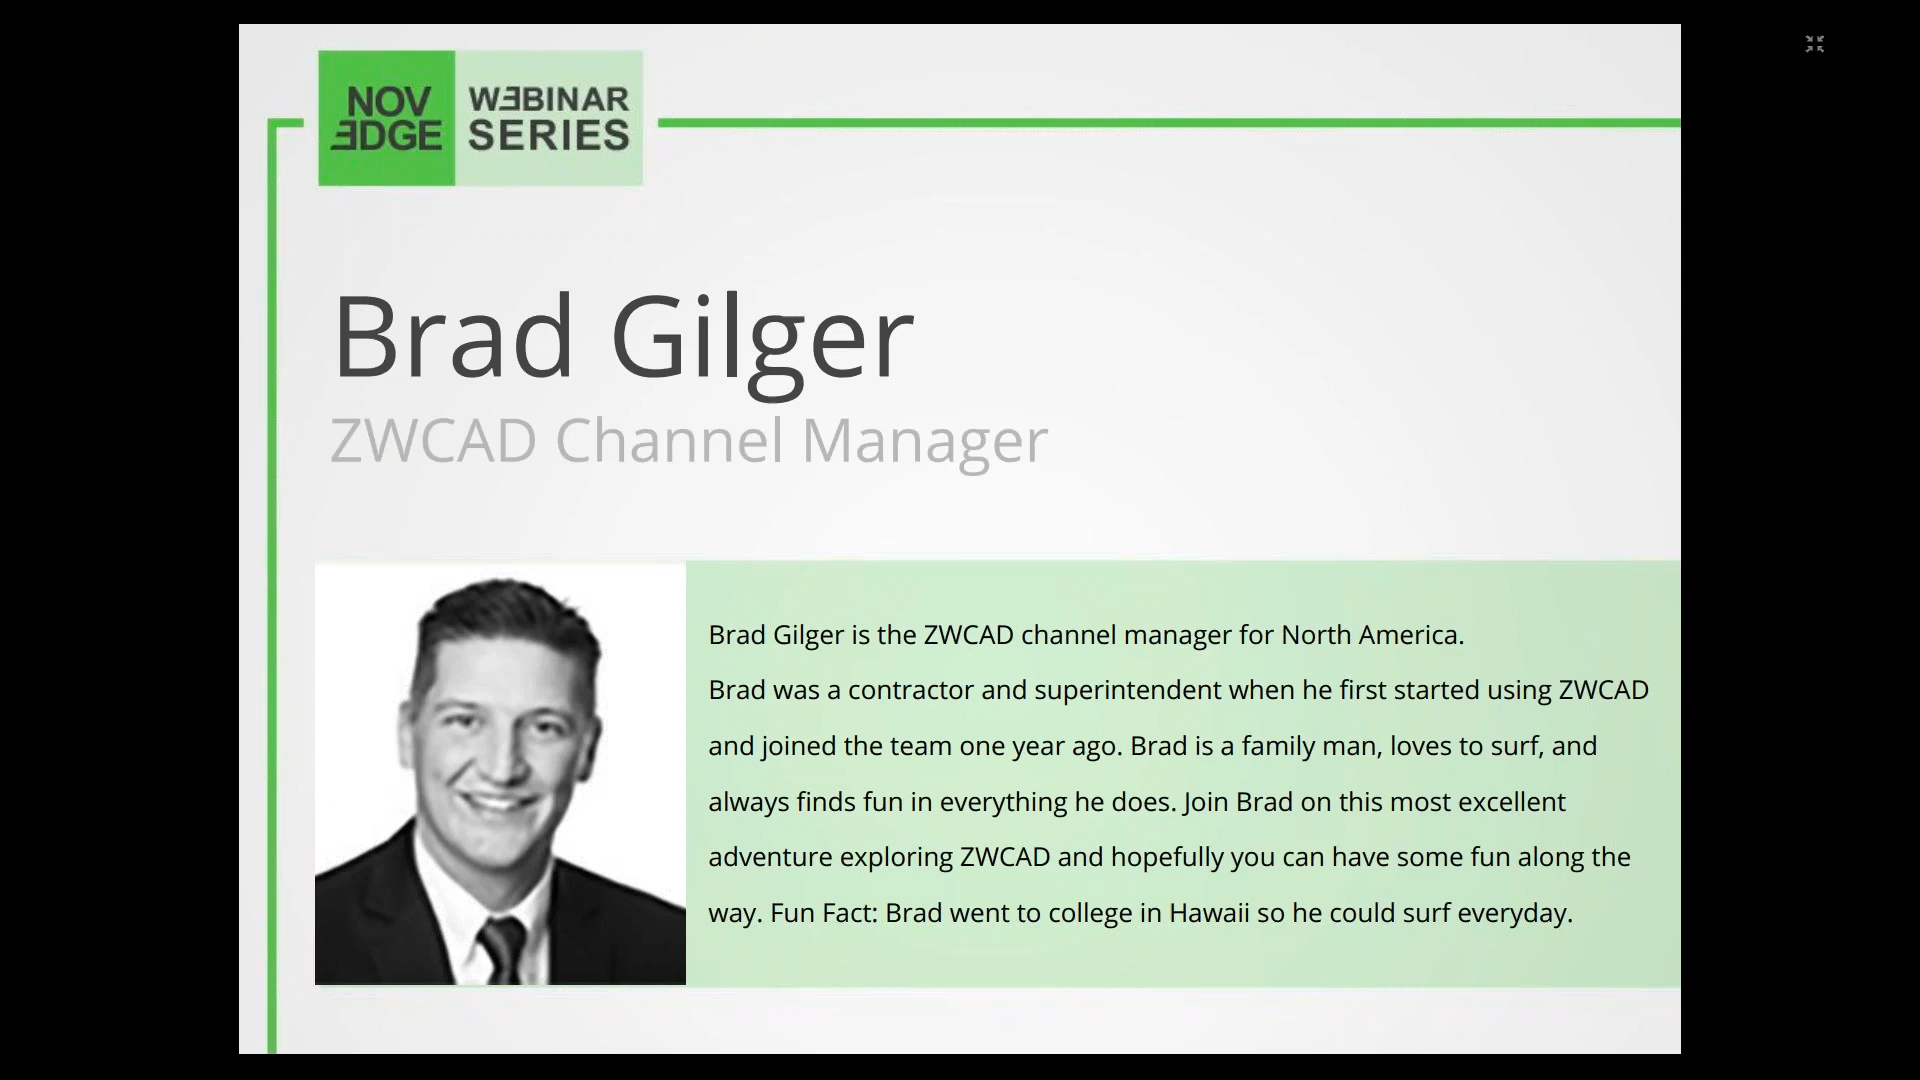 NOV
EDGE
WEBINAR
SERIES
Brad Gilger
ZWCAD Channel Manager
Brad Gilger is the ZWCAD channel manager for North America.
Brad was a contractor and superintendent when he first started using ZWCAD
and joined the team one year ago. Brad is a family man, loves to surf, and
always finds fun in everything he does. Join Brad on this most excellent
adventure exploring ZWCAD and hopefully you can have some fun along the
way. Fun Fact: Brad went to college in Hawaii so he could surf everyday.